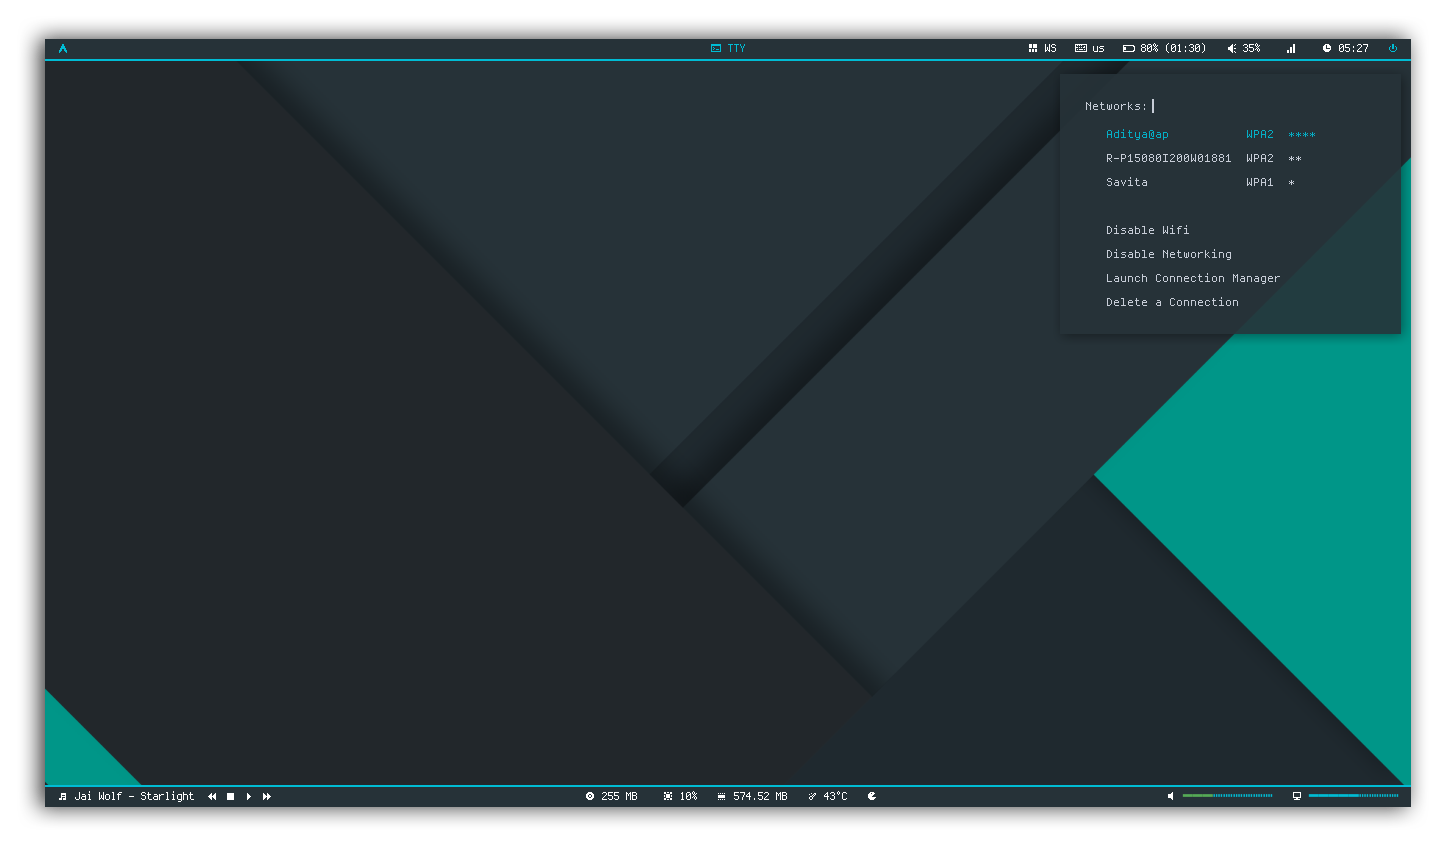 TTY WS us 80% (01:30) 35% 05:27
Networks:
Aditya@ap WPA2 ****
R-P15080I200W01881 WPA2 **
Savita WPA1 *
Disable Wifi
Disable Networking
Launch Connection Manager
Delete a Connection
Jai Wolf - Starlight 255 MB 10% 574.52 MB 43°C